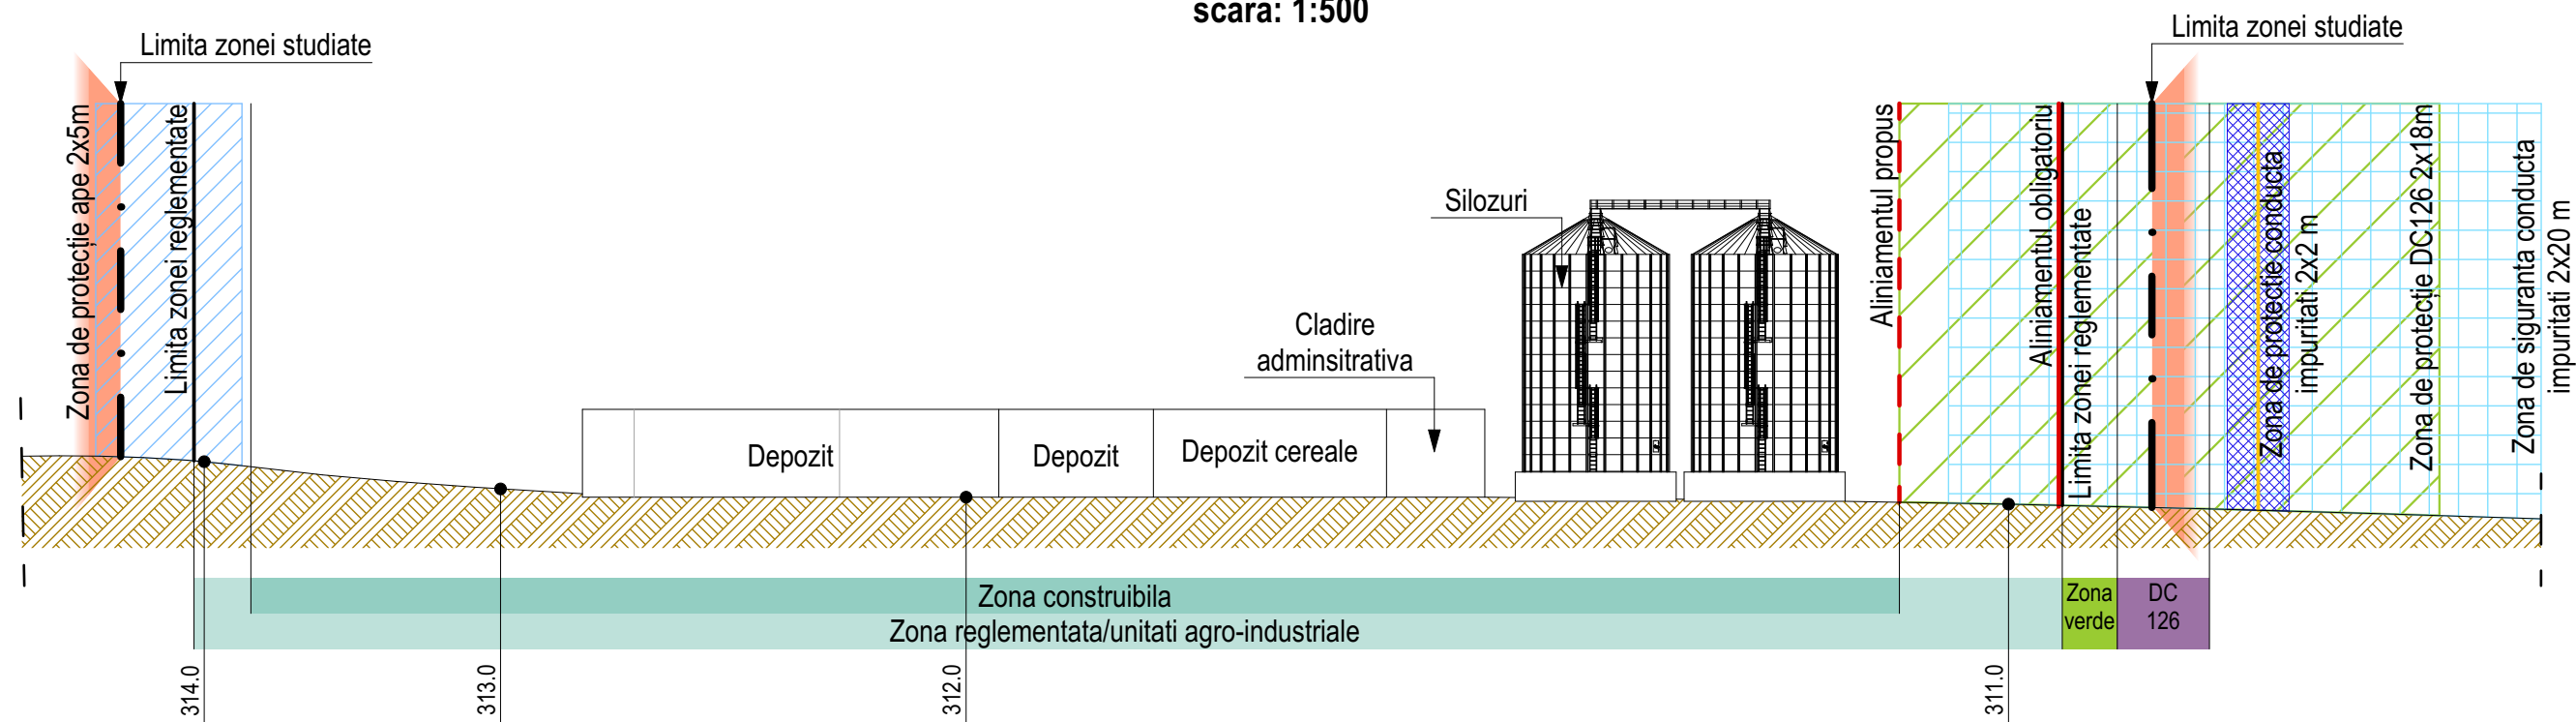 scara: 1:500
Limita zonei studiate
Limita zonei studiate
Zona de protecție ape 2x5m
Limita zonei reglementate
Silozuri
Cladire
adminsitrativa
Depozit
Depozit
Depozit cereale
Aliniamentul propus
Aliniamentul obligatoriu
Limita zonei reglementate
Zona de protectie conducta
impuritati 2x2 m
Zona de protecție DC126 2x18m
Zona de siguranta conducta
impuritati 2x20 m
Zona construibila
Zona reglementata/unitati agro-industriale
Zona
verde
DC
126
314.0
313.0
312.0
311.0